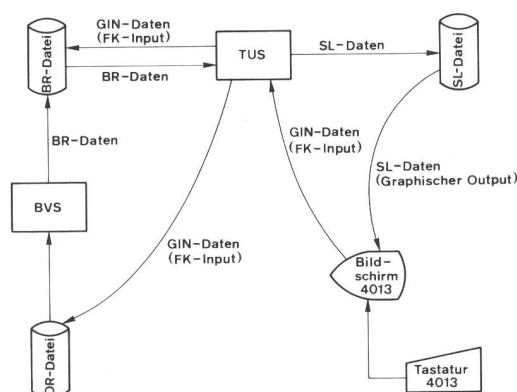 GIN-Daten
(FK-Input)
TUS
SL-Daten
BR-Datei
BR-Daten
SL-Datei
GIN-Daten
(FK-Input)
BR-Daten
SL-Daten
(Graphischer Output)
BVS
GIN-Daten
(FK-Input)
Bild-
schirm
4013
DR-Datei
Tastatur
4013